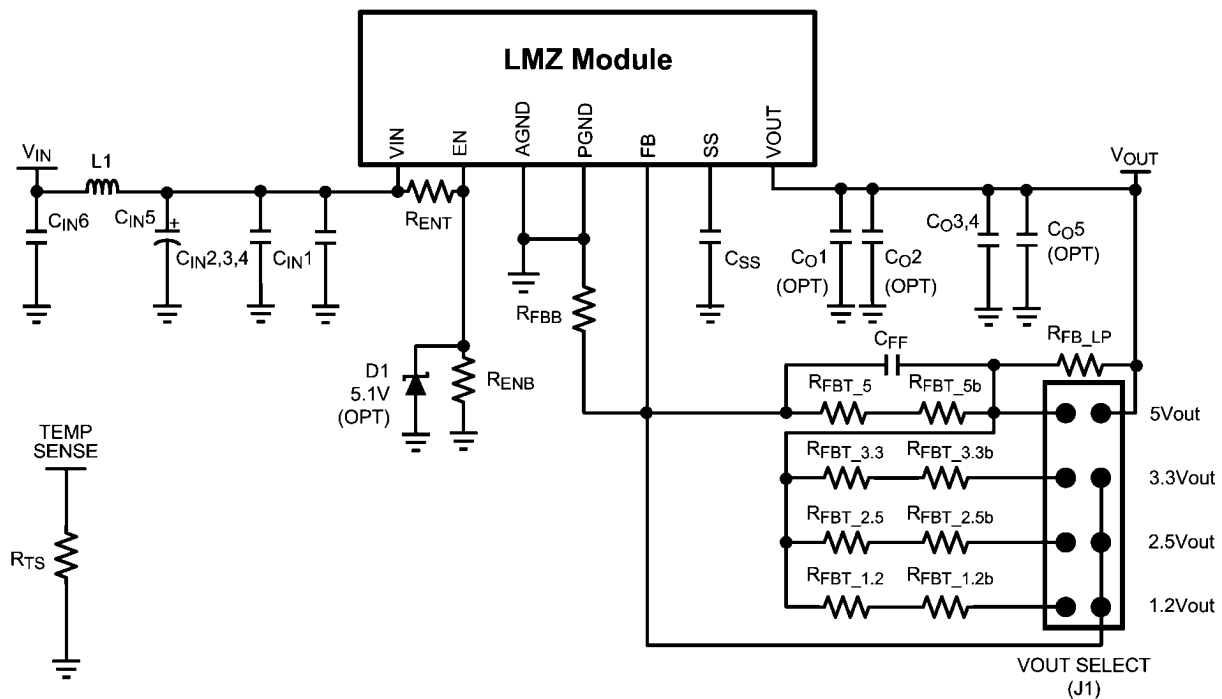 LMZ Module
VIN
EN
AGND
PGND
FB
SS
VOUT
VIN
L1
VOUT
CIN6
CIN5
+
CIN2,3,4
CIN1
RENT
CSS
CO1
(OPT)
CO2
(OPT)
CO3,4
CO5
(OPT)
RFBB
D1
5.1V
(OPT)
RENB
CFF
RFB_LP
RFBT_5
RFBT_5b
5Vout
RFBT_3.3
RFBT_3.3b
3.3Vout
RFBT_2.5
RFBT_2.5b
2.5Vout
RFBT_1.2
RFBT_1.2b
1.2Vout
TEMP
SENSE
RTS
VOUT SELECT
(J1)